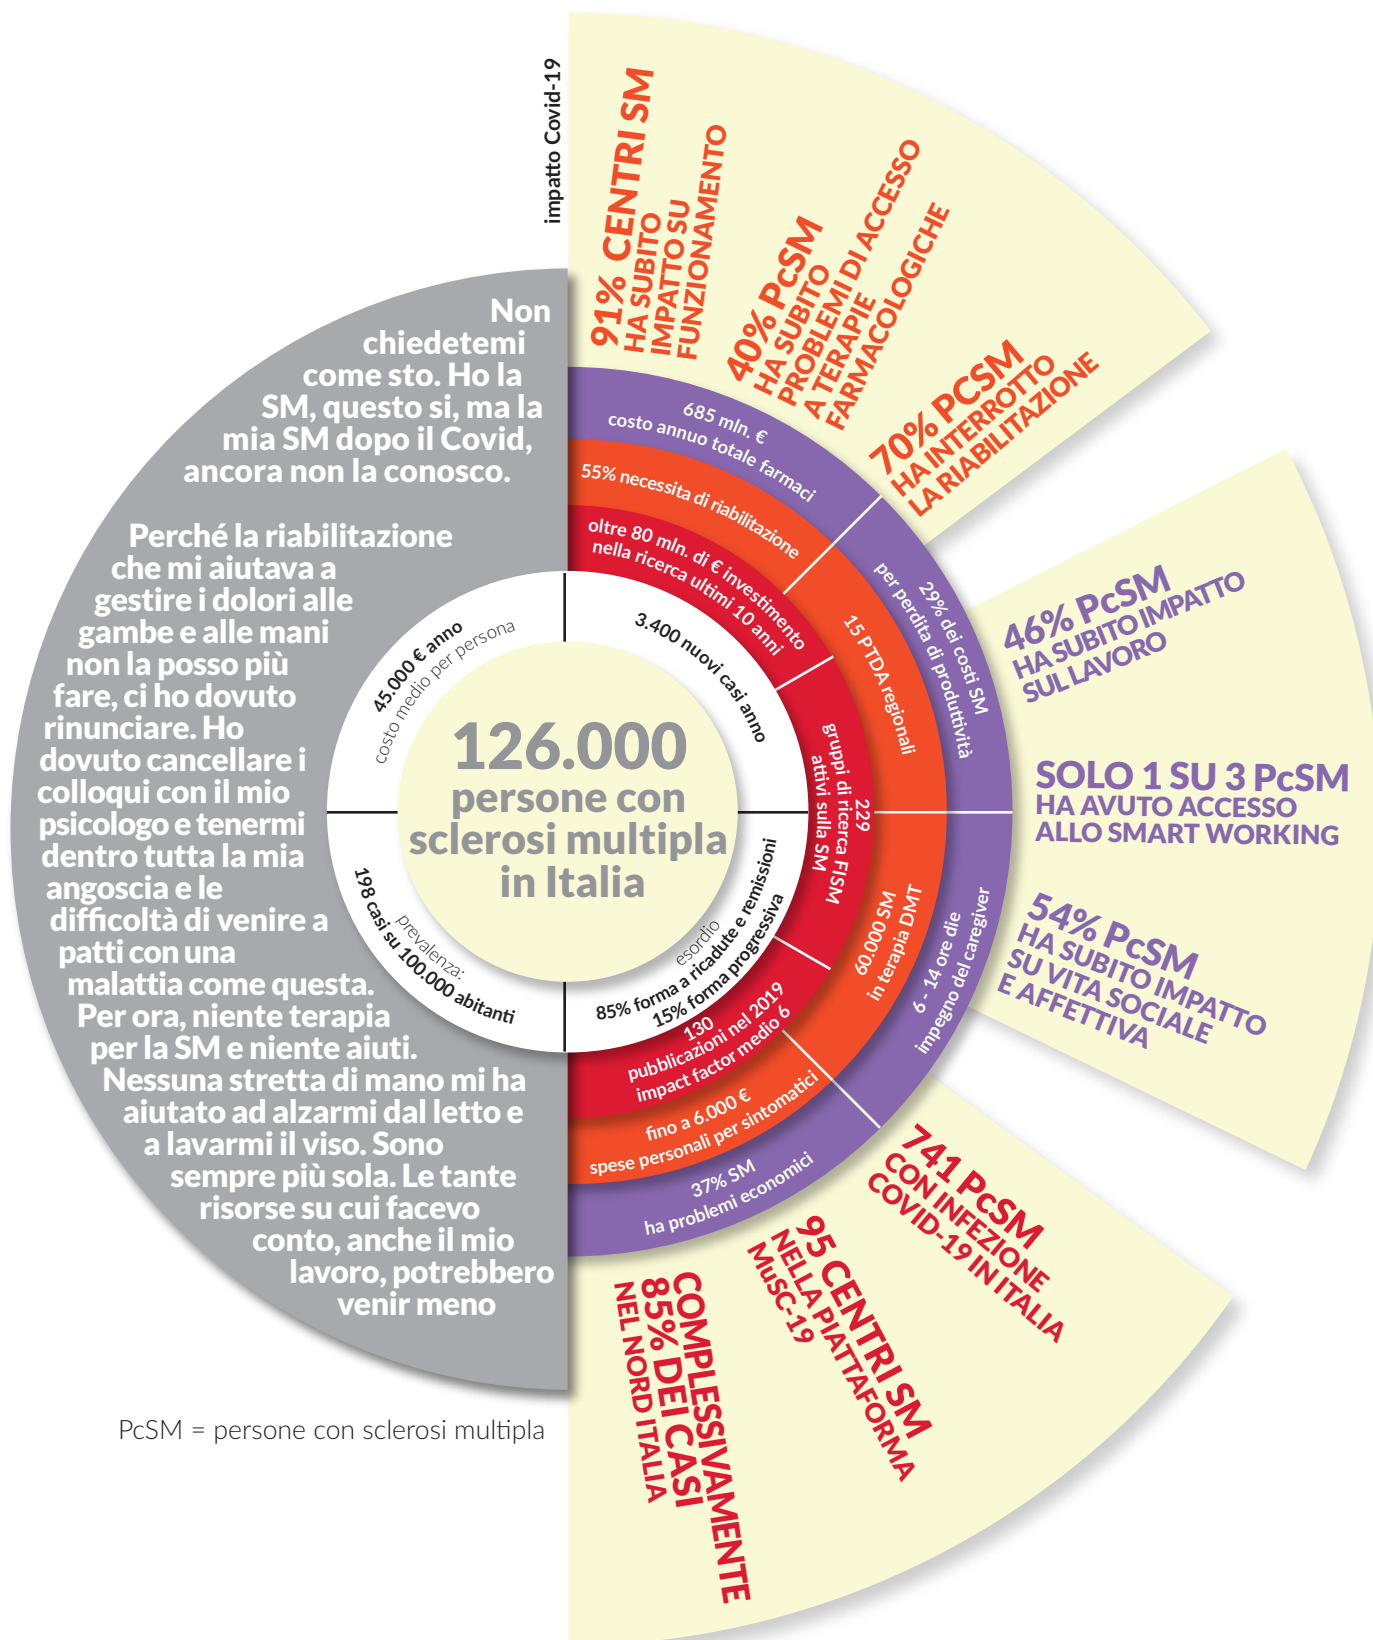 impatto Covid-19
91% CENTRI SM
HA SUBITO
IMPATTO SU
FUNZIONAMENTO
40% PcSM
HA SUBITO
PROBLEMI DI ACCESSO
A TERAPIE
FARMACOLOGICHE
70% PCSM
HA INTERROTTO
LA RIABILITAZIONE
46% PcSM
HA SUBITO IMPATTO
SUL LAVORO
SOLO 1 SU 3 PcSM
HA AVUTO ACCESSO
ALLO SMART WORKING
54% PcSM
HA SUBITO IMPATTO
SU VITA SOCIALE
E AFFETTIVA
741 PcSM
CON INFEZIONE
COVID-19 IN ITALIA
95 CENTRI SM
NELLA PIATTAFORMA
MuSC-19
COMPLESSIVAMENTE
85% DEI CASI
NEL NORD ITALIA
685 mln. €
costo annuo totale farmaci
29% dei costi SM
per perdita di produttività
6 - 14 ore die
impegno del caregiver
37% SM
ha problemi economici
55% necessita di riabilitazione
15 PTDA regionali
60.000 SM
in terapia DMT
fino a 6.000 €
spese personali per sintomatici
oltre 80 mln. di € investimento
nella ricerca ultimi 10 anni
229
gruppi di ricerca FISM
attivi sulla SM
130
pubblicazioni nel 2019
impact factor medio 6
45.000 € anno
costo medio per persona
3.400 nuovi casi anno
esordio
85% forma a ricadute e remissioni
15% forma progressiva
prevalenza:
198 casi su 100.000 abitanti
126.000
persone con
sclerosi multipla
in Italia
Non
chiedetemi
come sto. Ho la
SM, questo si, ma la
mia SM dopo il Covid,
ancora non la conosco.
Perché la riabilitazione
che mi aiutava a
gestire i dolori alle
gambe e alle mani
non la posso più
fare, ci ho dovuto
rinunciare. Ho
dovuto cancellare i
colloqui con il mio
psicologo e tenermi
dentro tutta la mia
angoscia e le
difficoltà di venire a
patti con una
malattia come questa.
Per ora, niente terapia
per la SM e niente aiuti.
Nessuna stretta di mano mi ha
aiutato ad alzarmi dal letto e
a lavarmi il viso. Sono
sempre più sola. Le tante
risorse su cui facevo
conto, anche il mio
lavoro, potrebbero
venir meno
PcSM = persone con sclerosi multipla